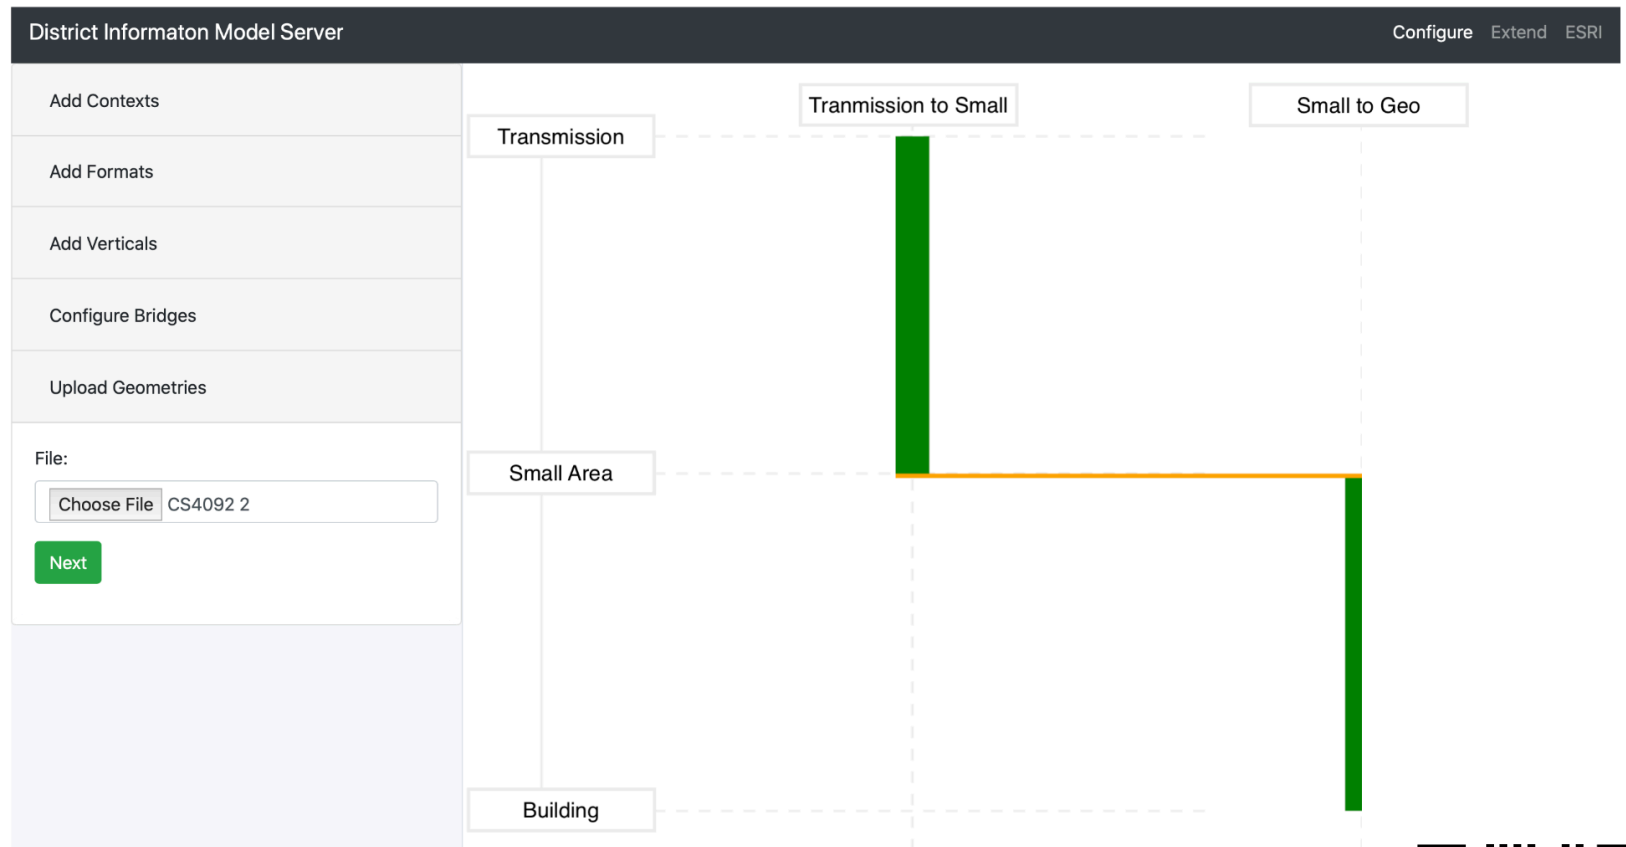 District Informaton Model Server
Configure Extend ESRI
Add Contexts
Add Formats
Add Verticals
Configure Bridges
Upload Geometries
File:
Choose File CS4092 2
Next
Tranmission to Small
Small to Geo
Transmission
Small Area
Building